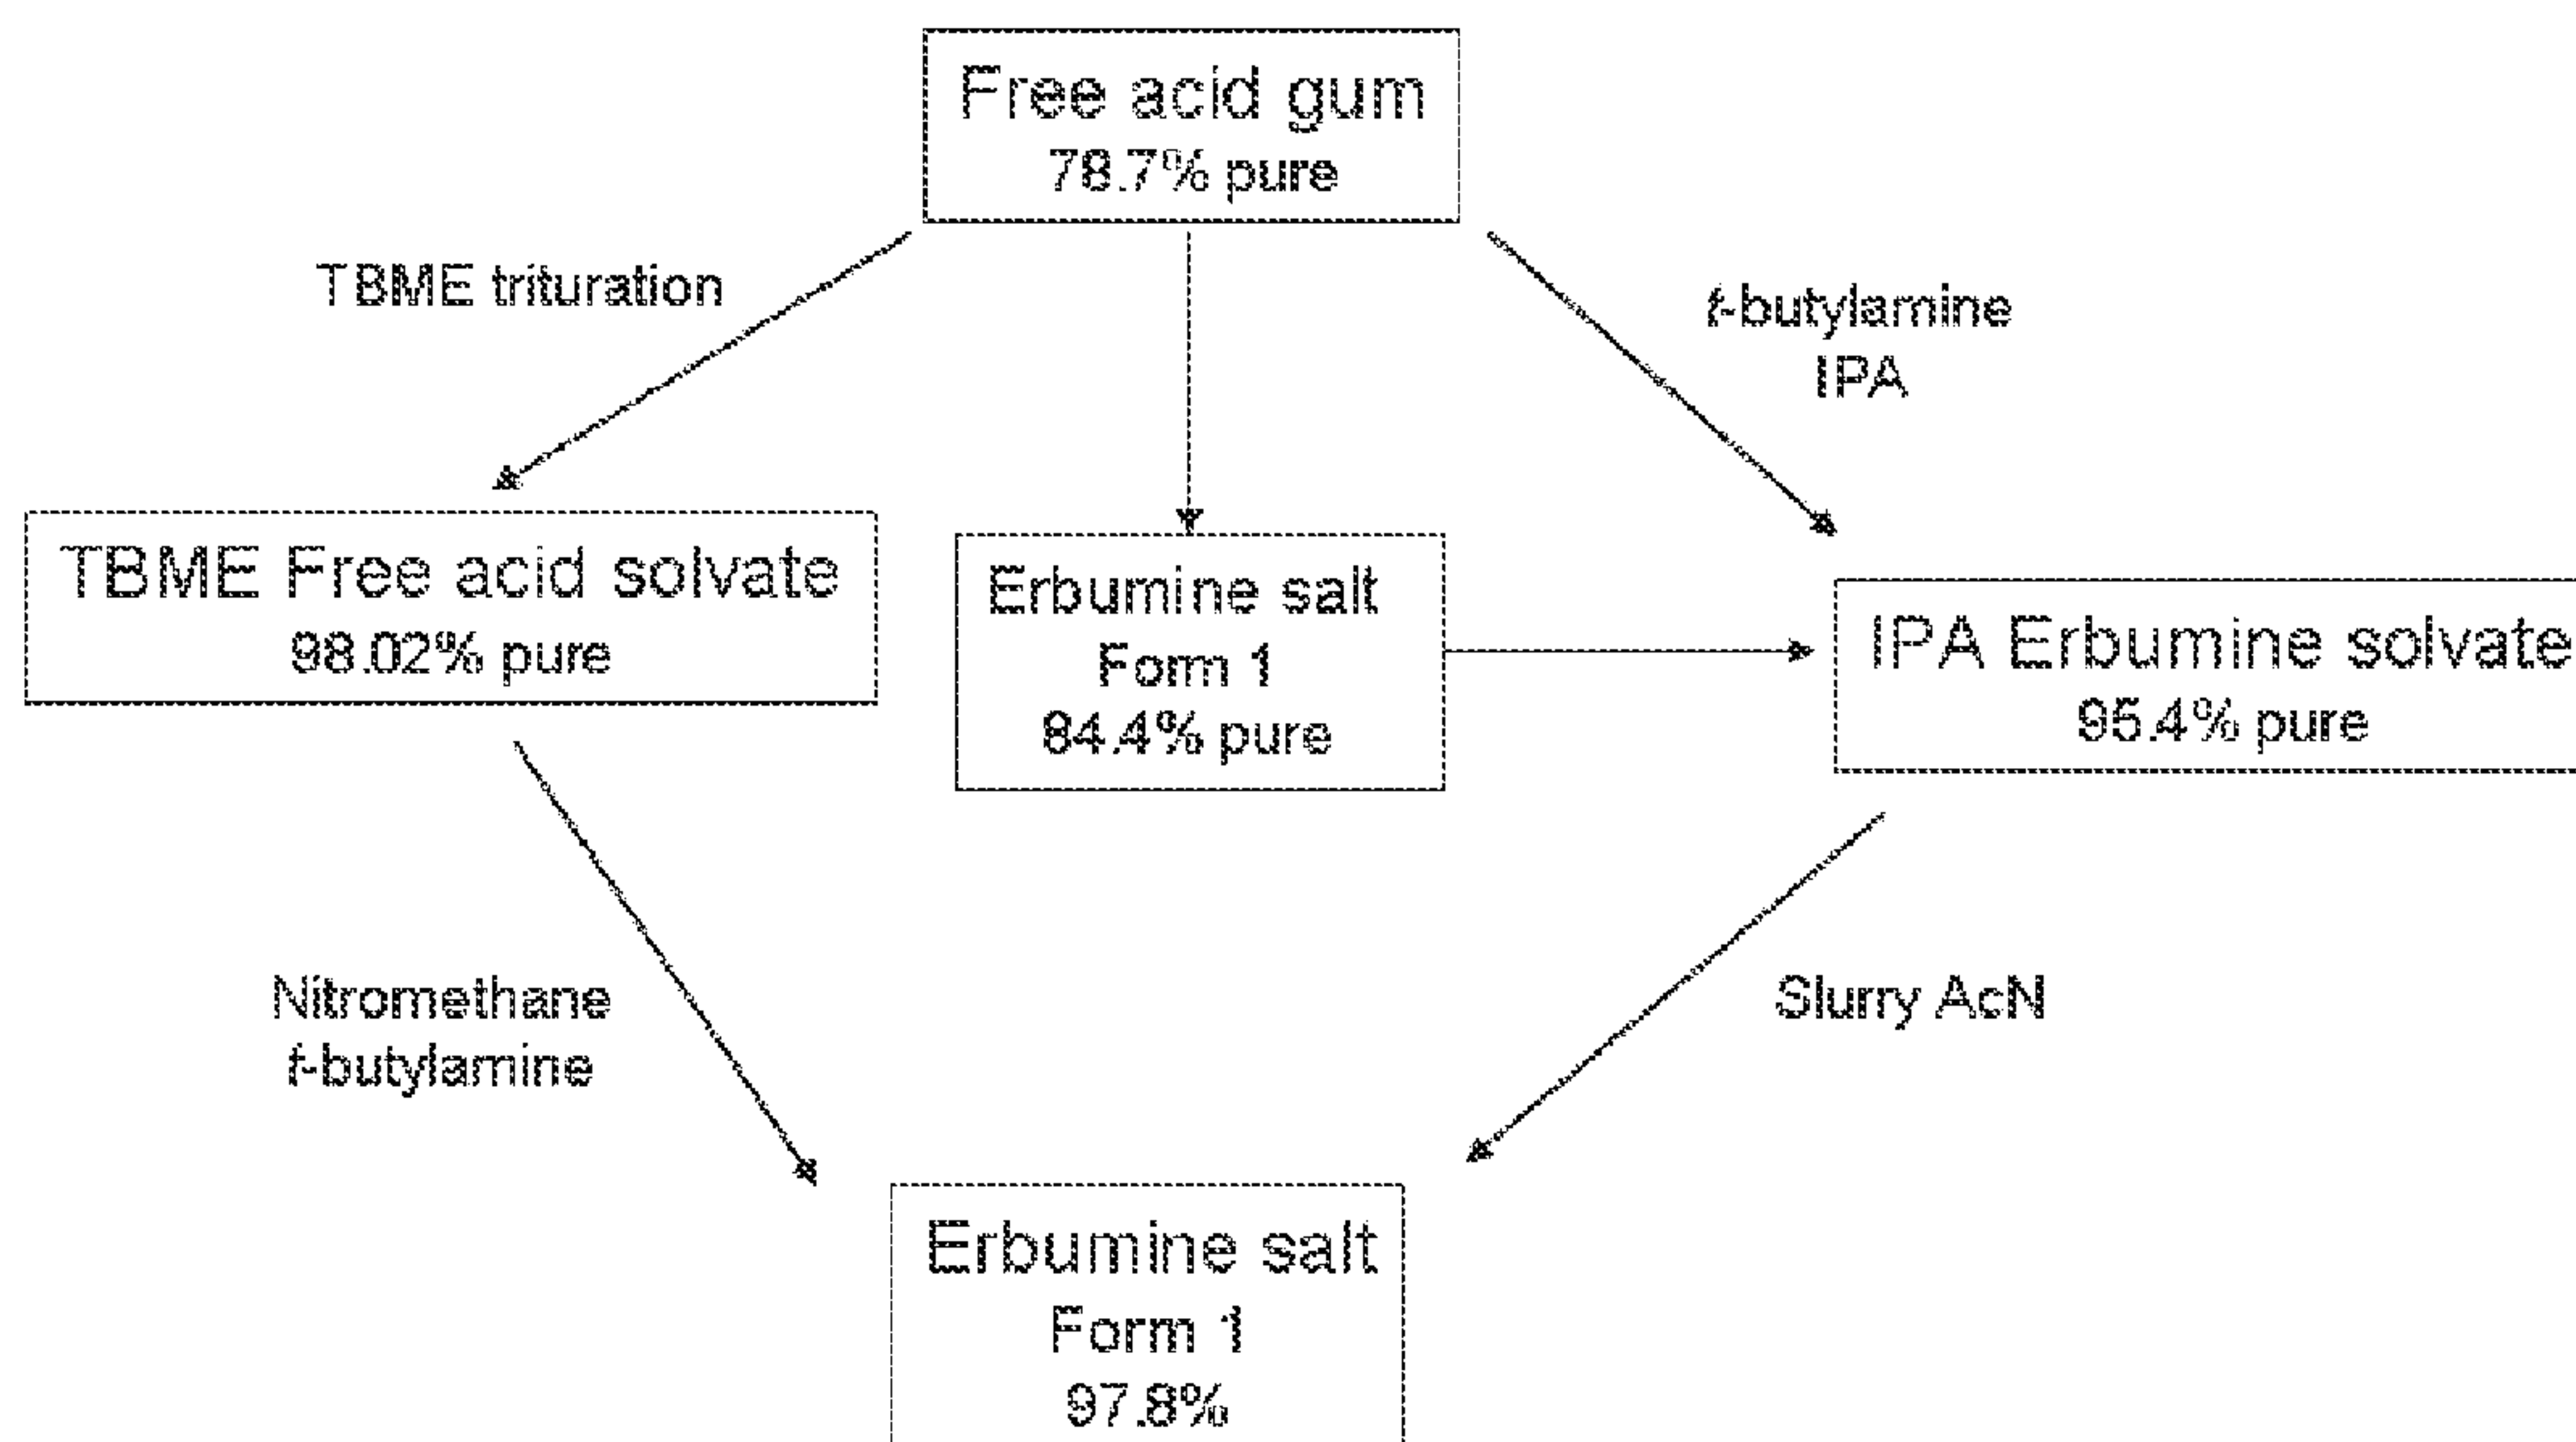 Free acid gum
78.7% pure
TBME trituration
t-butylamine
IPA
TBME Free acid solvate
98.02% pure
Erbumine salt
Form 1
84.4% pure
IPA Erbumine solvate
95.4% pure
Nitromethane
t-butylamine
Slurry AcN
Erbumine salt
Form 1
97.8%